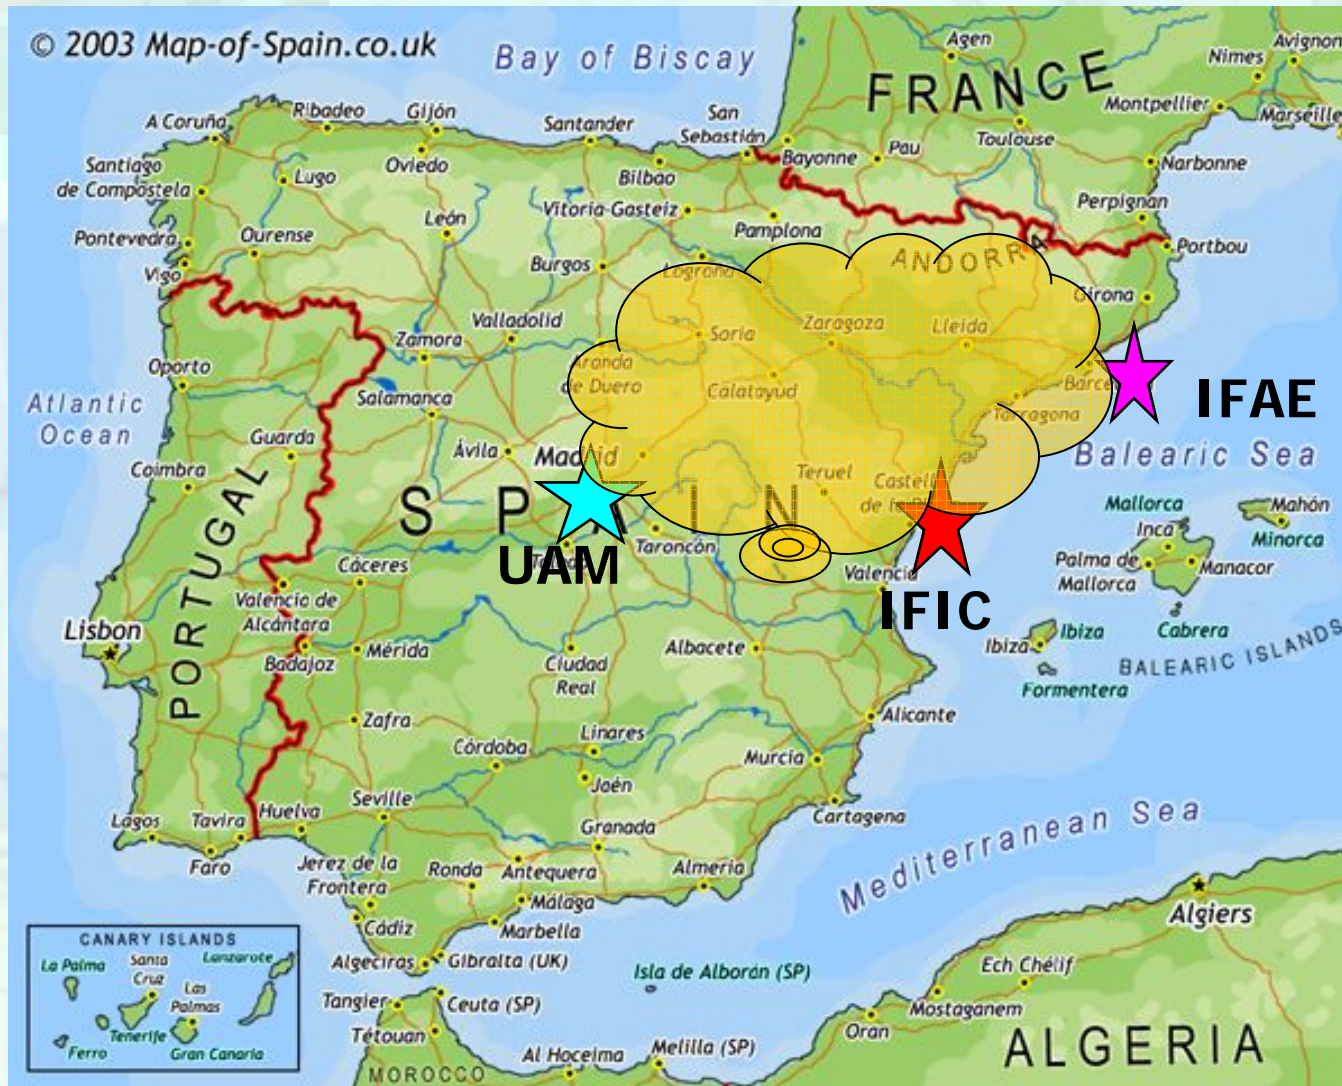 © 2003 Map-of-Spain.co.uk
Bay of Biscay
FRANCE
Agen
Avignon
Nimes
Montpellier
Marseille
Toulouse
Narbonne
Perpignan
Portbou
Pau
Bayonne
San
Sebastián
Santander
Bilbao
Gijón
Oviedo
Ribadeo
A Coruña
Santiago
de Compostela
Lugo
Pontevedra
Ourense
Vigo
León
Vitoria-Gasteiz
Pamplona
Burgos
Logroño
ANDORRA
Girona
Valladolid
Zamora
Soria
Zaragoza
Lleida
Aranda
de Duero
Calatayud
Tarragona
IFAE
Oporto
Salamanca
Atlantic
Ocean
Guarda
Coimbra
Ávila
Madrid
Teruel
Balearic Sea
SPAIN
PORTUGAL
UAM
Taroncón
Valencia
IFIC
Mallorca
Inca
Palma de
Mallorca
Manacor
Mahón
Minorca
Cabrera
Ibiza
Ibiza
Formentera
BALEARIC ISLANDS
Cáceres
Valencia de
Alcántara
Lisbon
Badajoz
Mérida
Ciudad
Real
Albacete
Zafra
Alicante
Linares
Córdoba
Jaén
Murcia
Cartagena
Seville
Granada
Huelva
Tavira
Lagos
Faro
Jerez de la
Frontera
Ronda
Antequera
Almeria
Málaga
Marbella
Cádiz
Algeciras
Gibralta (UK)
Mediterranean Sea
Isla de Alborán (SP)
Tangier
Ceuta (SP)
Tétouan
Al Hoceima
Melilla (SP)
MOROCCO
Algiers
Ech Chélif
Mostaganem
Oran
ALGERIA
CANARY ISLANDS
La Palma
Santa
Cruz
Lanzarote
Las
Palmas
Tenerife
Ferro
Gran Canaria